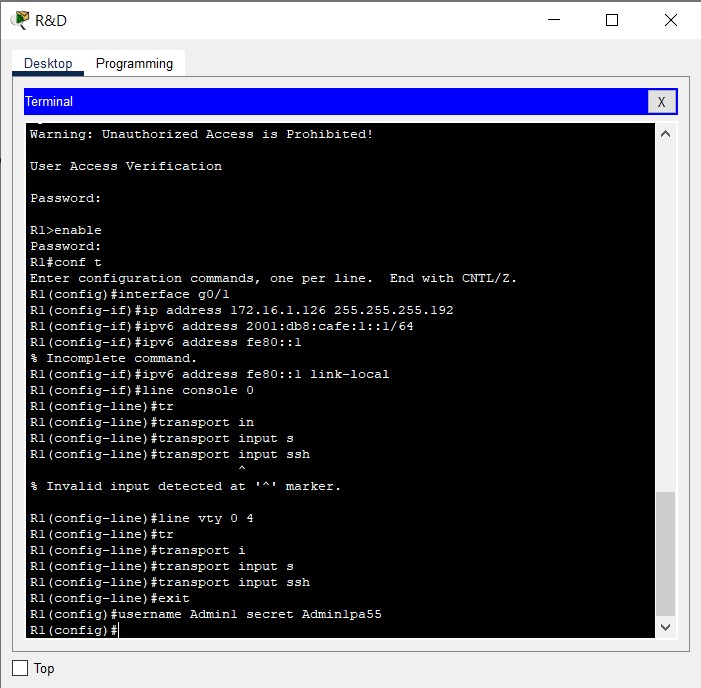 R&D
Desktop Programming
Terminal X
Warning: Unauthorized Access is Prohibited!
User Access Verification
Password:
R1>enable
Password:
R1#conf t
Enter configuration commands, one per line.  End with CNTL/Z.
R1(config)#interface g0/1
R1(config-if)#ip address 172.16.1.126 255.255.255.192
R1(config-if)#ipv6 address 2001:db8:cafe:1::1/64
R1(config-if)#ipv6 address fe80::1
% Incomplete command.
R1(config-if)#ipv6 address fe80::1 link-local
R1(config-if)#line console 0
R1(config-line)#tr
R1(config-line)#transport in
R1(config-line)#transport input s
R1(config-line)#transport input ssh
^
% Invalid input detected at '^' marker.
R1(config-line)#line vty 0 4
R1(config-line)#tr
R1(config-line)#transport i
R1(config-line)#transport input s
R1(config-line)#transport input ssh
R1(config-line)#exit
R1(config)#username Admin1 secret Admin1pa55
R1(config)#
Top